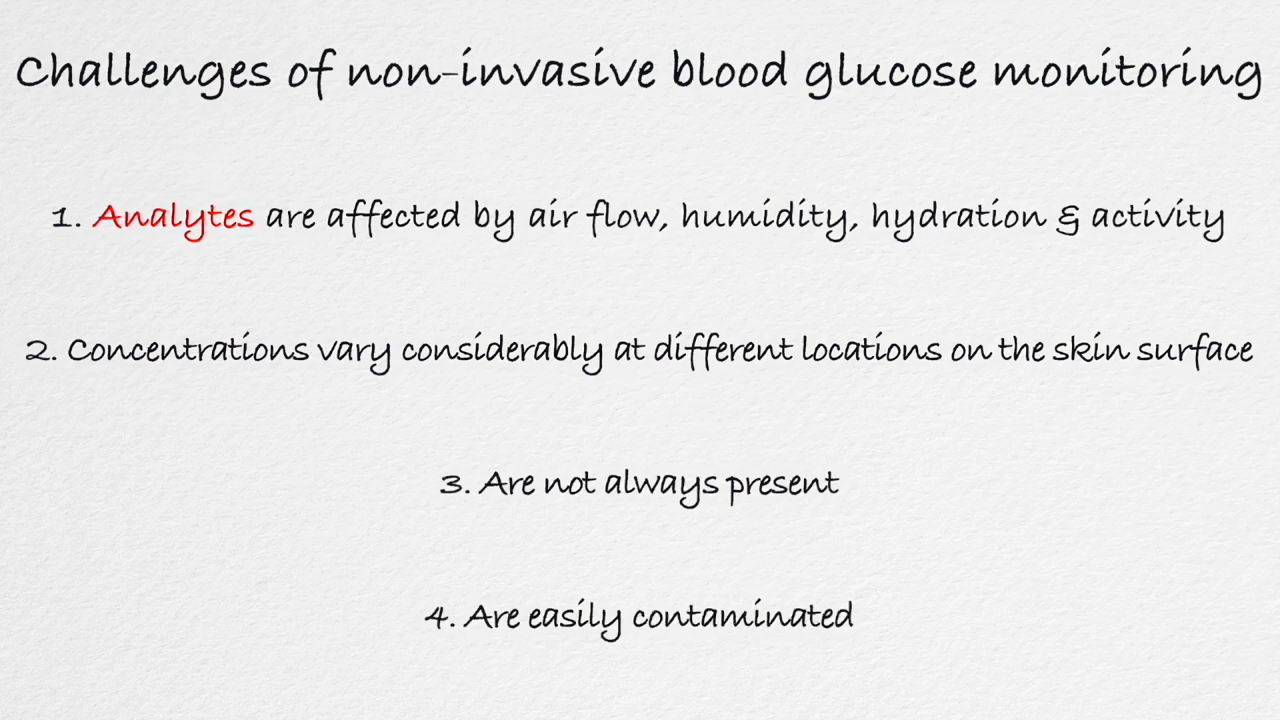 Challenges of non-invasive blood glucose monitoring
1. Analytes are affected by air flow, humidity, hydration & activity
2. Concentrations vary considerably at different locations on the skin surface
3. Are not always present
4. Are easily contaminated